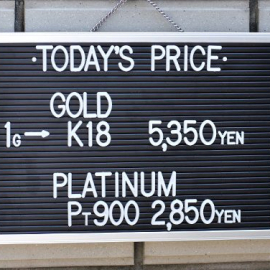 ·TODAY'S PRICE·
GOLD
1G→ K18 5,350YEN
PLATINUM
PT900 2,850YEN